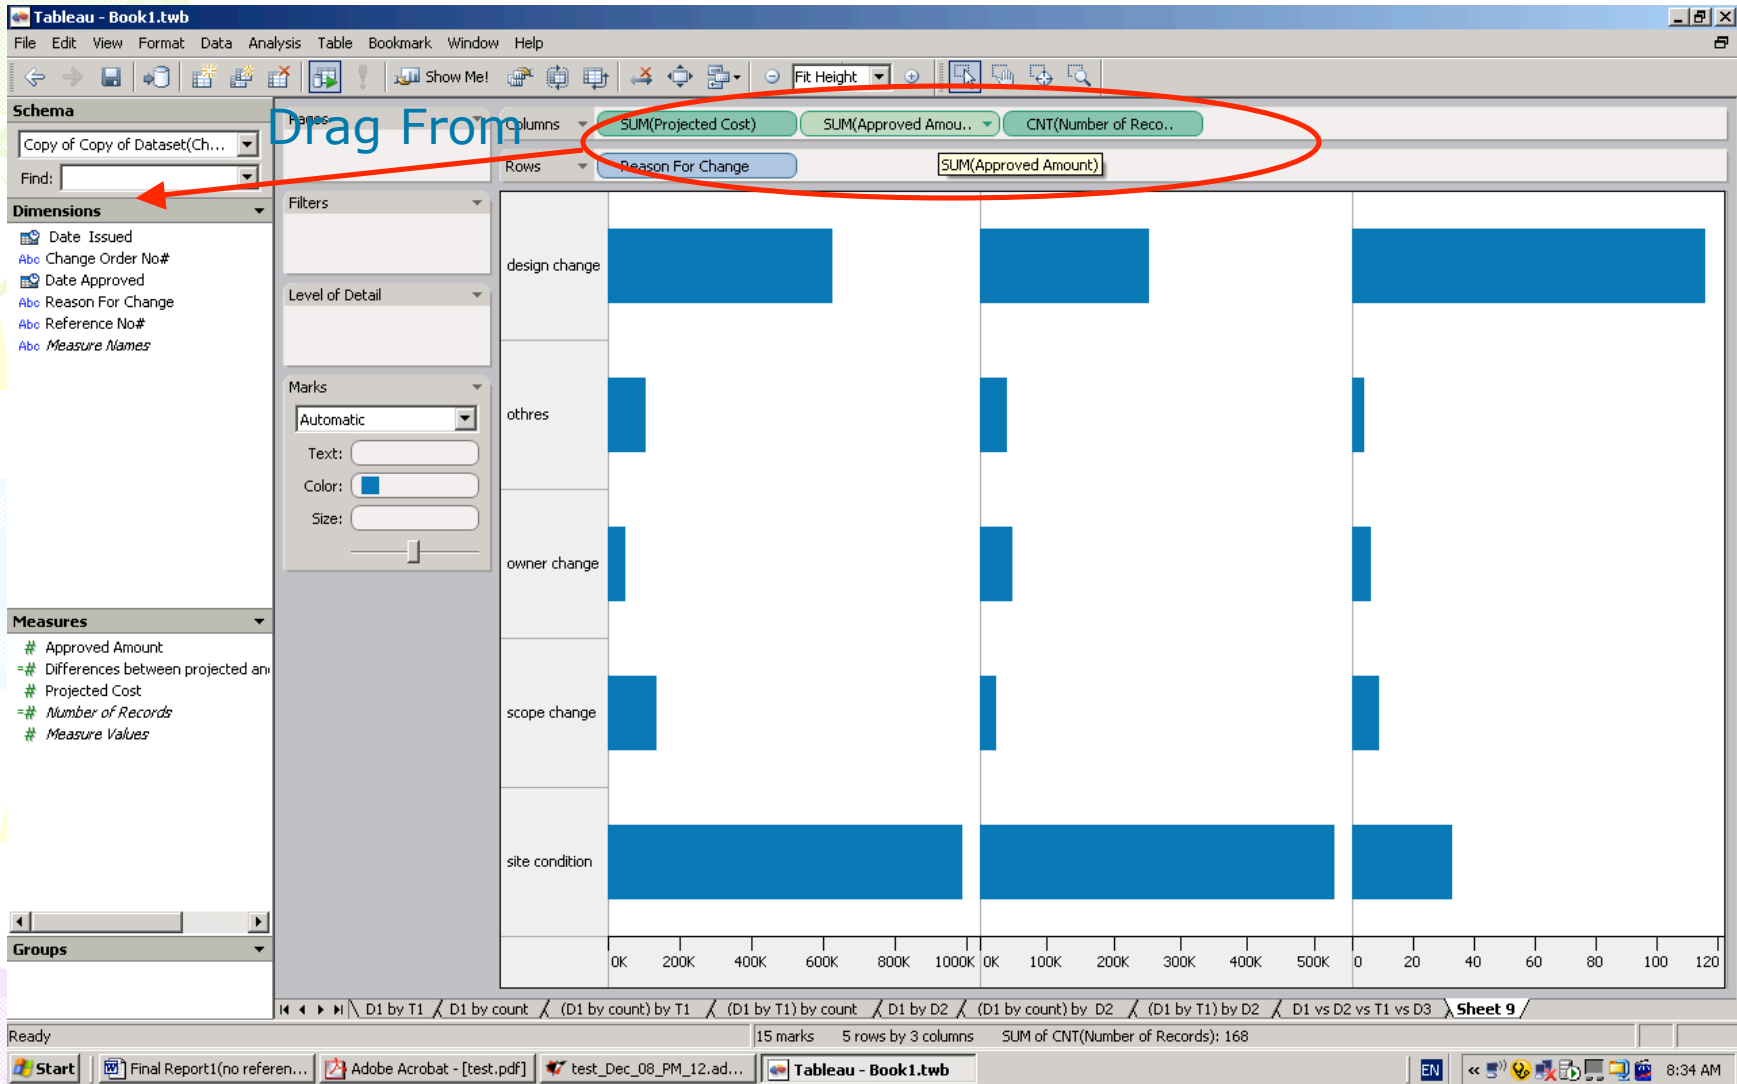 Tableau - Book1.twb
File Edit View Format Data Analysis Table Bookmark Window Help
Show Me! Fit Height
Schema
Copy of Copy of Dataset(Ch...
Find:
Drag From
Pages
Columns SUM(Projected Cost) SUM(Approved Amou.. CNT(Number of Reco..
Rows Reason For Change SUM(Approved Amount)
Dimensions
Date Issued
Abc Change Order No#
Date Approved
Abc Reason For Change
Abc Reference No#
Abc Measure Names
Measures
# Approved Amount
=# Differences between projected an
# Projected Cost
=# Number of Records
# Measure Values
Groups
Filters
Level of Detail
Marks
Automatic
Text:
Color:
Size:
design change
othres
owner change
scope change
site condition
0K 200K 400K 600K 800K 1000K 0K 100K 200K 300K 400K 500K 0 20 40 60 80 100 120
D1 by T1 D1 by count (D1 by count) by T1 (D1 by T1) by count D1 by D2 (D1 by count) by D2 (D1 by T1) by D2 D1 vs D2 vs T1 vs D3 Sheet 9
Ready 15 marks 5 rows by 3 columns SUM of CNT(Number of Records): 168
Start Final Report1(no referen... Adobe Acrobat - [test.pdf] test_Dec_08_PM_12.ad... Tableau - Book1.twb EN « 8:34 AM